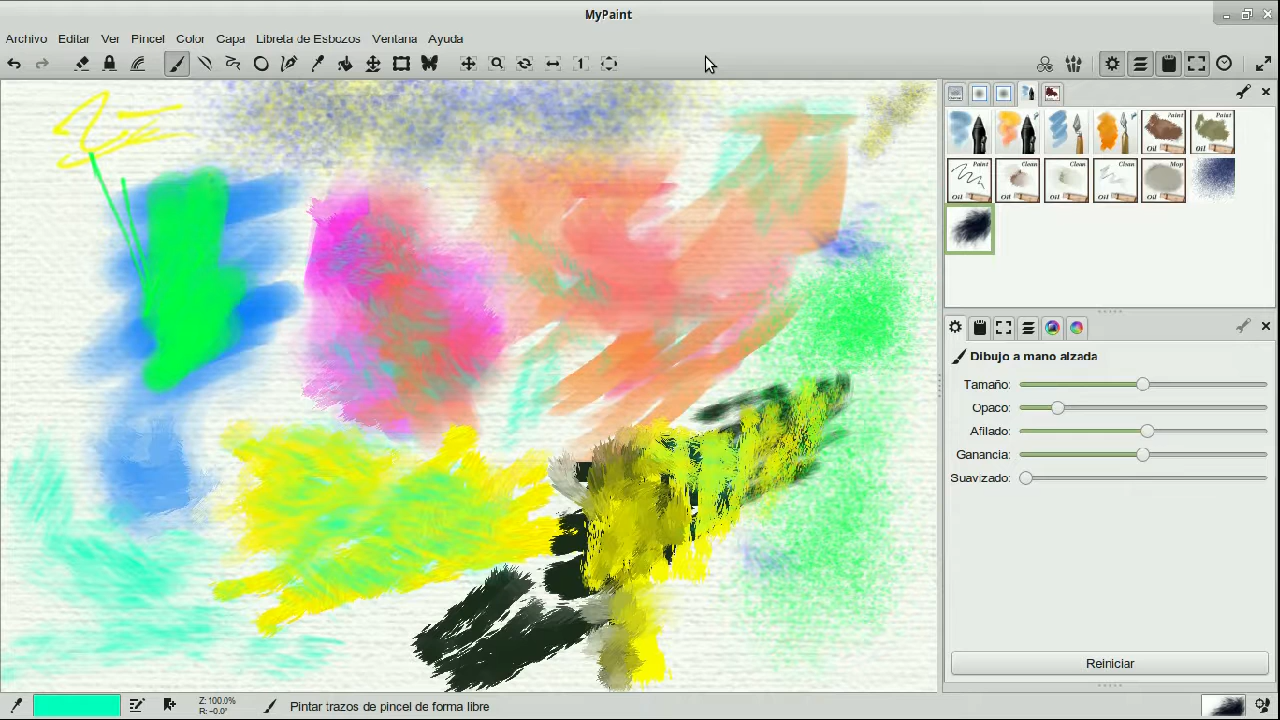 MyPaint
Archivo Editar Ver Pincel Color Capa Libreta de Esbozos Ventana Ayuda
1
Paint Paint
Oil Oil
Paint Clean Clean Clean Mop
Oil Oil Oil Oil Oil
Dibujo a mano alzada
Tamaño:
Opaco:
Afilado:
Ganancia:
Suavizado:
Reiniciar
Z: 100.0%
R: -0.0°
Pintar trazos de pincel de forma libre